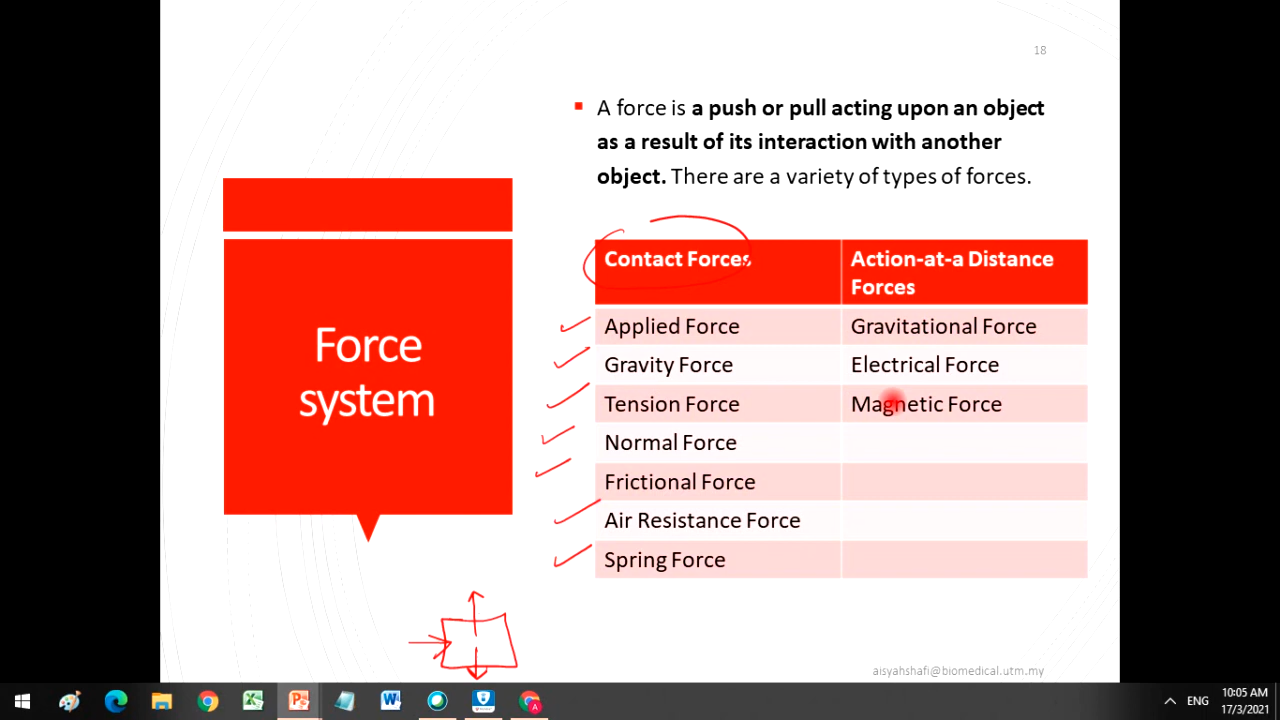 18
A force is a push or pull acting upon an object
as a result of its interaction with another
object. There are a variety of types of forces.
Force
system
Contact Forces
Action-at-a Distance
Forces
Applied Force
Gravitational Force
Gravity Force
Electrical Force
Tension Force
Magnetic Force
Normal Force
Frictional Force
Air Resistance Force
Spring Force
aisyahshafi@biomedical.utm.my
ENG
10:05 AM
17/3/2021